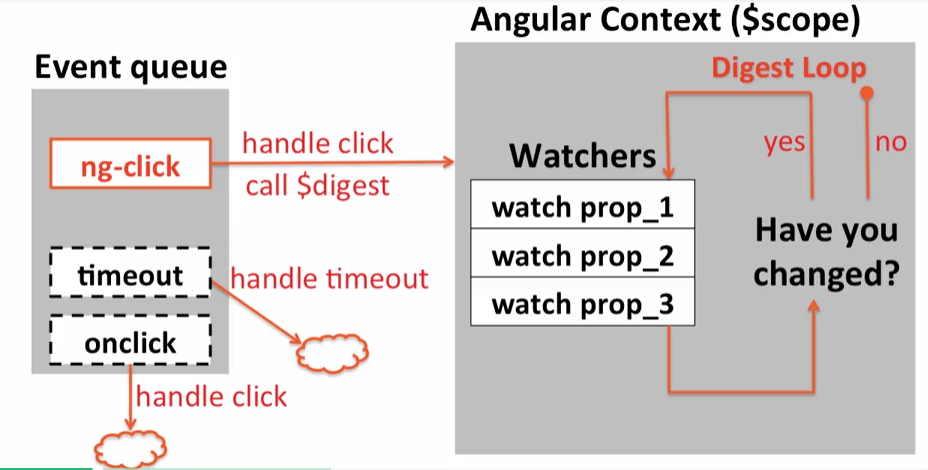 Angular Context ($scope)
Event queue
Digest Loop
ng-click
handle click
call $digest
Watchers
yes
no
watch prop_1
watch prop_2
watch prop_3
Have you
changed?
timeout
handle timeout
onclick
handle click